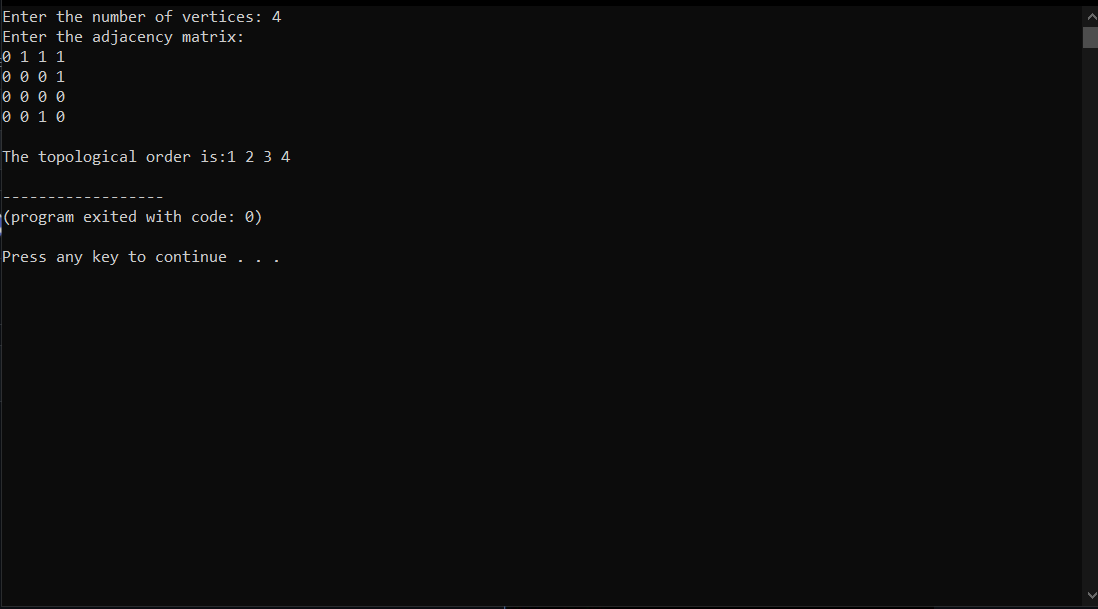 Enter the number of vertices: 4
Enter the adjacency matrix:
0 1 1 1
0 0 0 1
0 0 0 0
0 0 1 0
The topological order is:1 2 3 4
------------------
(program exited with code: 0)
Press any key to continue . . .